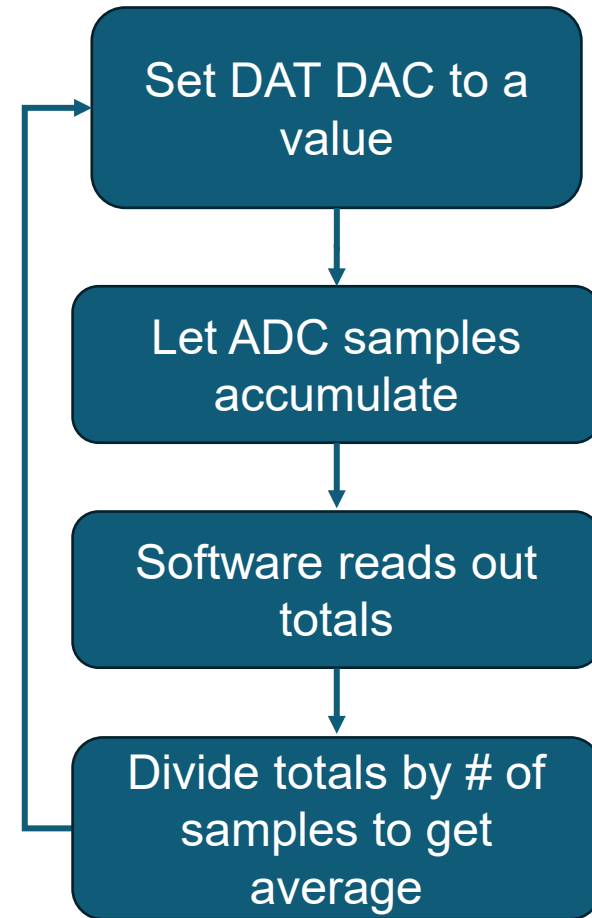 Set DAT DAC to a
value
Let ADC samples
accumulate
Software reads out
totals
Divide totals by # of
samples to get
average